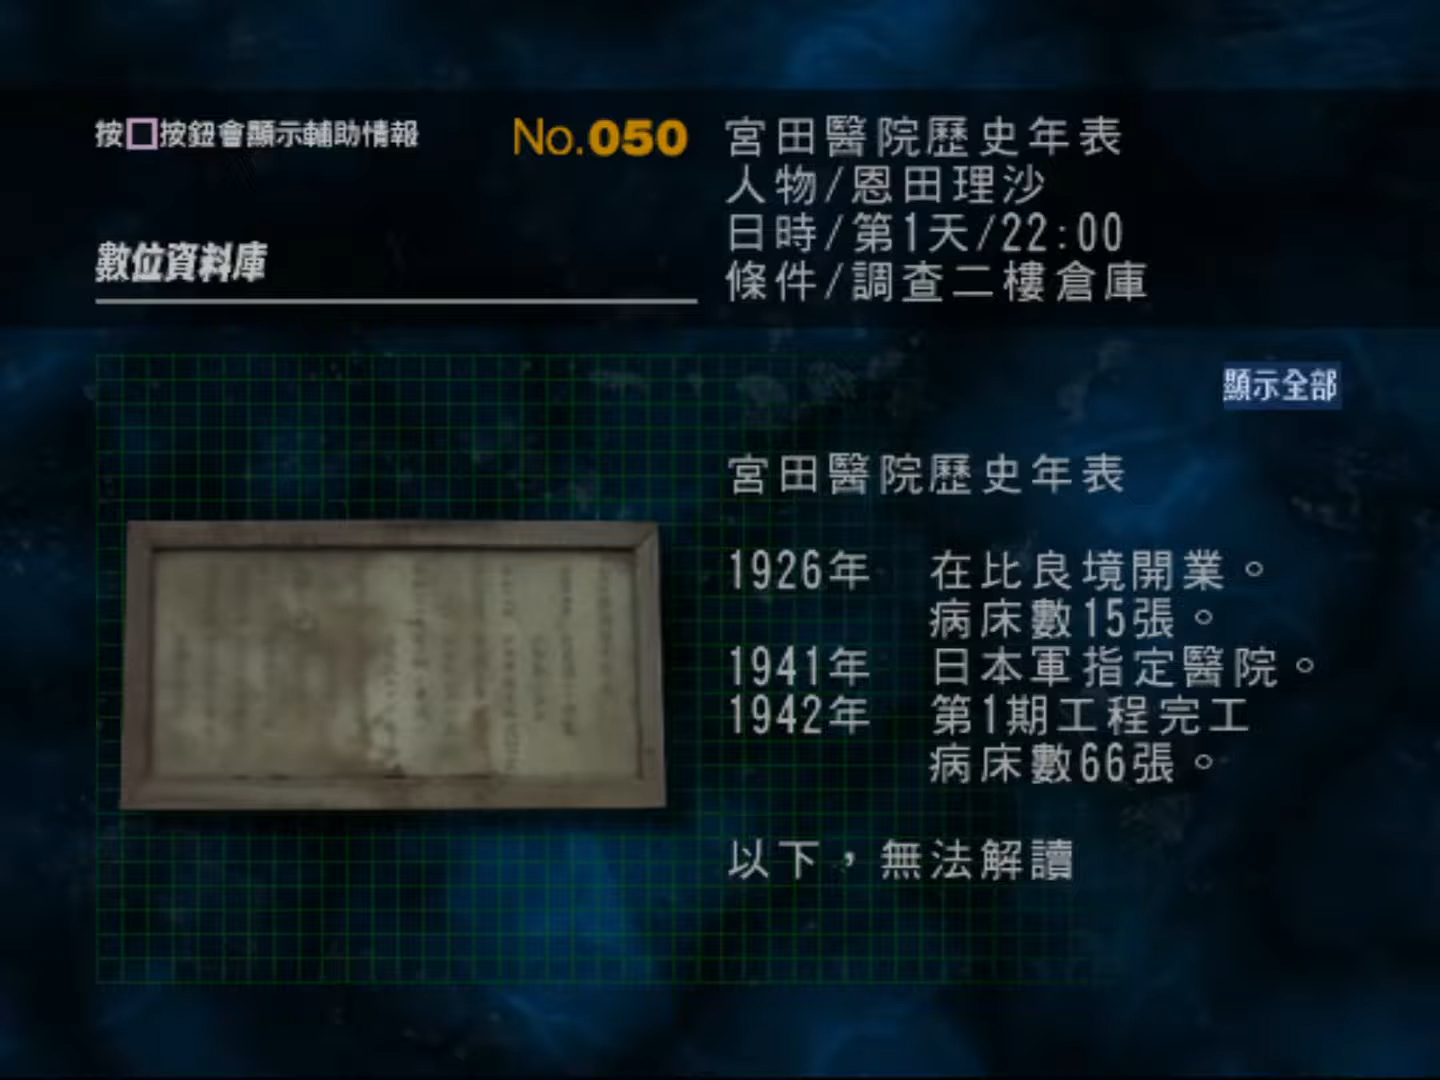 按□按鈕會顯示輔助情報
No.050
數位資料庫
宮田醫院歷史年表
人物/恩田理沙
日時/第1天/22:00
條件/調查二樓倉庫
顯示全部
宮田醫院歷史年表
1926年 在比良境開業。
病床數15張。
1941年 日本軍指定醫院。
1942年 第1期工程完工
病床數66張。
以下，無法解讀